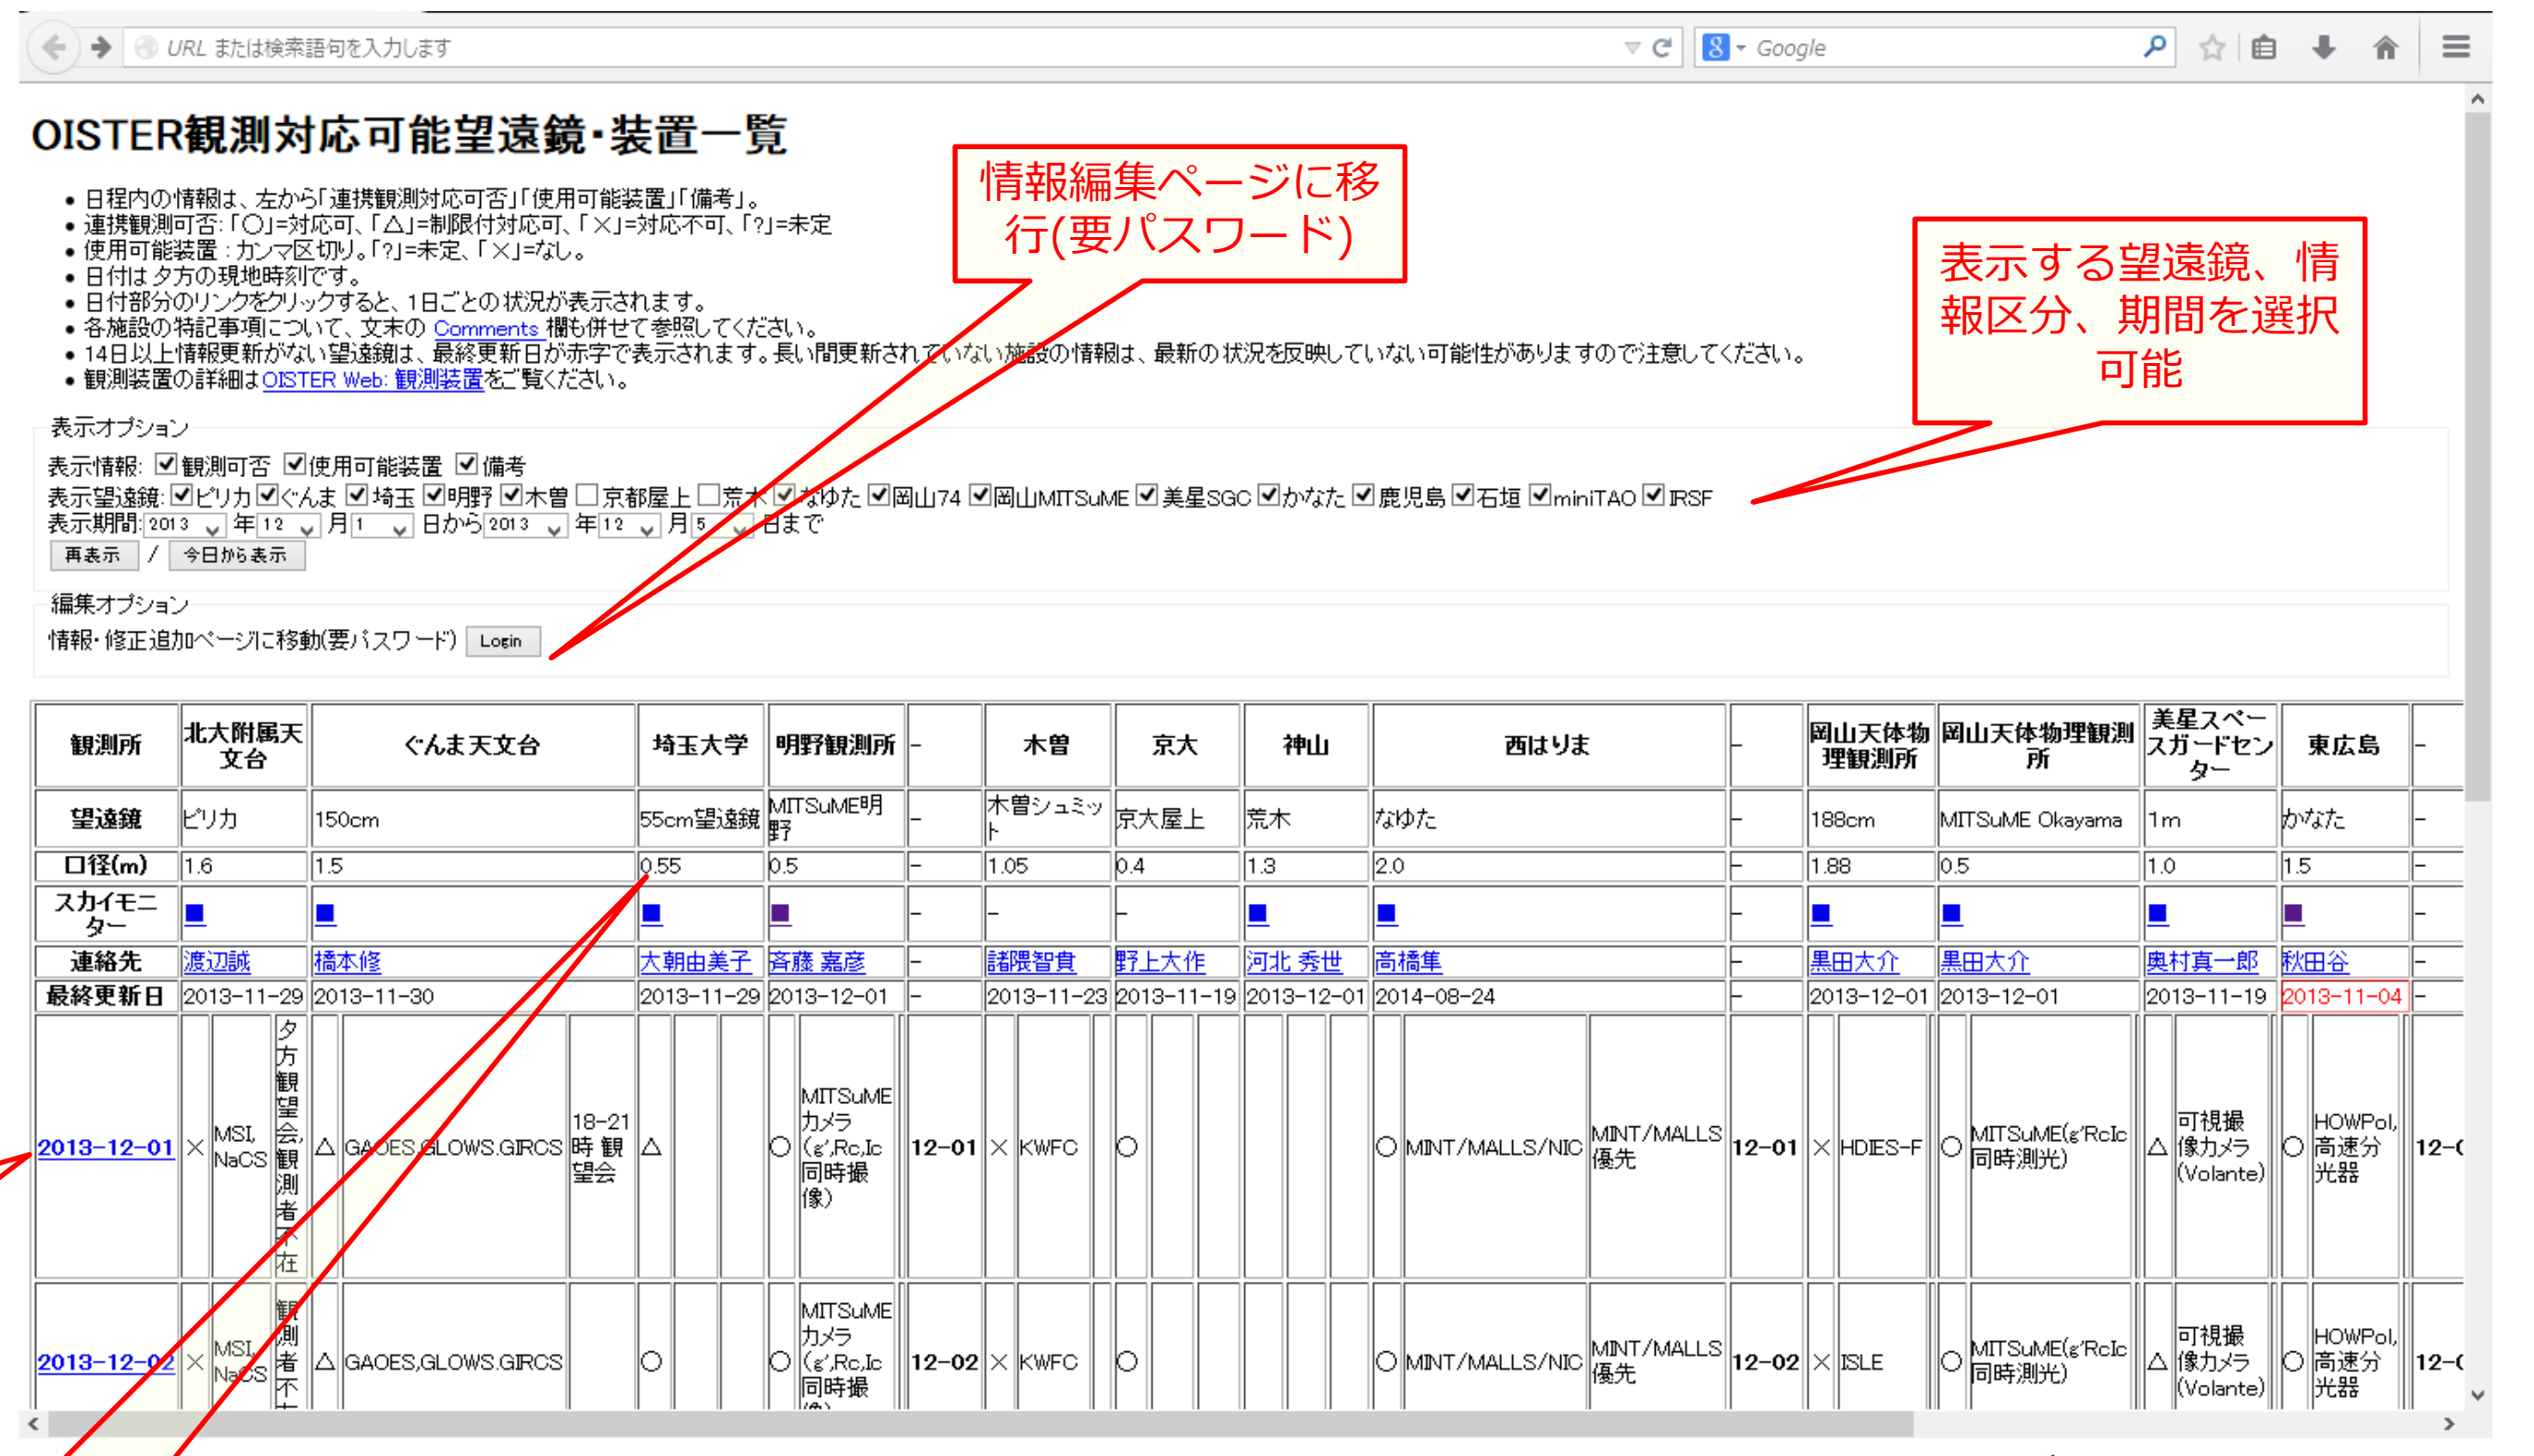 URL または検索語句を入力します
Google
OISTER観測対応可能望遠鏡・装置一覧
情報編集ページに移
行(要パスワード)
表示する望遠鏡、情
報区分、期間を選択
可能
• 日程内の情報は、左から「連携観測対応可否」「使用可能装置」「備考」。
• 連携観測可否:「○」=対応可、「△」=制限付対応可、「×」=対応不可、「?」=未定
• 使用可能装置 : カンマ区切り。「?」=未定、「×」=なし。
• 日付は夕方の現地時刻です。
• 日付部分のリンクをクリックすると、1日ごとの状況が表示されます。
• 各施設の特記事項について、文末の Comments 欄も併せて参照してください。
• 14日以上情報更新がない望遠鏡は、最終更新日が赤字で表示されます。長い間更新されていない施設の情報は、最新の状況を反映していない可能性がありますので注意してください。
• 観測装置の詳細はOISTER Web: 観測装置をご覧ください。
表示オプション
表示情報: 観測可否 使用可能装置 備考
表示望遠鏡: ピリカ ぐんま 埼玉 明野 木曽 京都屋上 荒木 なゆた 岡山74 岡山MITSuME 美星SGC かなた 鹿児島 石垣 miniTAO IRSF
表示期間: 2013 年 12 月 1 日から 2013 年 12 月 5 日まで
再表示 / 今日から表示
編集オプション
情報・修正追加ページに移動(要パスワード) Login
観測所 北大附属天文台 ぐんま天文台 埼玉大学 明野観測所 - 木曽 京大 神山 西はりま - 岡山天体物理観測所 岡山天体物理観測所 美星スペースガードセンター 東広島 -
望遠鏡 ピリカ 150cm 55cm望遠鏡 MITSuME明野 - 木曽シュミット 京大屋上 荒木 なゆた - 188cm MITSuME Okayama 1m かなた -
口径(m) 1.6 1.5 0.55 0.5 - 1.05 0.4 1.3 2.0 - 1.88 0.5 1.0 1.5 -
スカイモニター ■ ■ ■ ■ - - - ■ ■ - ■ ■ ■ ■ -
連絡先 渡辺誠 橋本修 大朝由美子 斉藤 嘉彦 - 諸隈智貴 野上大作 河北 秀世 高橋隼 - 黒田大介 黒田大介 奥村真一郎 秋田谷 -
最終更新日 2013-11-29 2013-11-30 2013-11-29 2013-12-01 - 2013-11-23 2013-11-19 2013-12-01 2014-08-24 - 2013-12-01 2013-12-01 2013-11-19 2013-11-04 -
2013-12-01 × MSI, NaCS 夕方観望会,観測者不在 △ GAOES,GLOWS.GIRCS 18-21時 観望会 △ ○ MITSuMEカメラ(g',Rc,Ic同時撮像) 12-01 × KWFC ○ ○ MINT/MALLS/NIC MINT/MALLS優先 12-01 × HDIES-F ○ MITSuME(g'RcIc同時測光) △ 可視撮像カメラ(Volante) ○ HOWPol,高速分光器 12-0
2013-12-02 × MSI, NaCS 観測者不 △ GAOES,GLOWS.GIRCS ○ ○ MITSuMEカメラ(g',Rc,Ic同時撮 12-02 × KWFC ○ ○ MINT/MALLS/NIC MINT/MALLS優先 12-02 × ISLE ○ MITSuME(g'RcIc同時測光) △ 可視撮像カメラ(Volante) ○ HOWPol,高速分光器 12-0